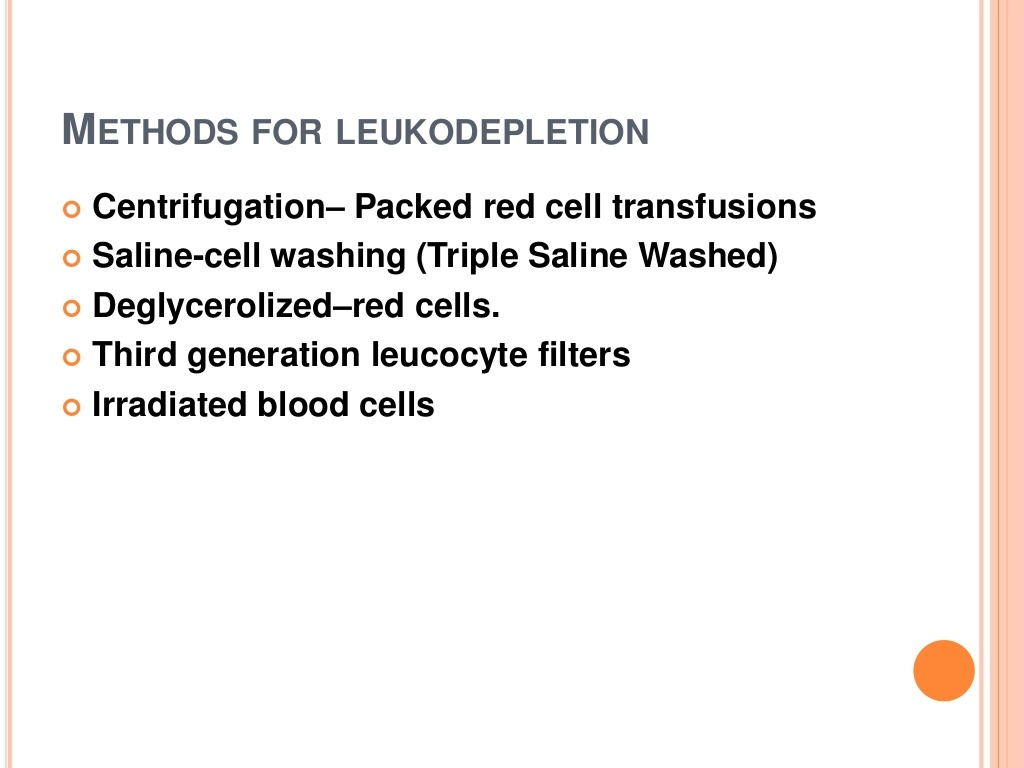 METHODS FOR LEUKODEPLETION
Centrifugation– Packed red cell transfusions
Saline-cell washing (Triple Saline Washed)
Deglycerolized–red cells.
Third generation leucocyte filters
Irradiated blood cells